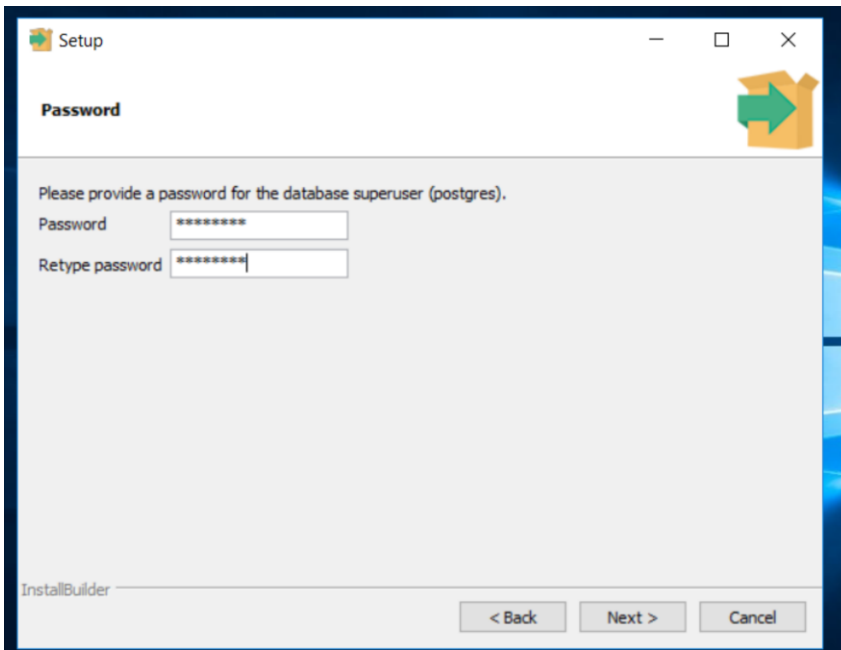 Setup
Password
Please provide a password for the database superuser (postgres).
Password ********
Retype password ********
InstallBuilder
< Back Next > Cancel